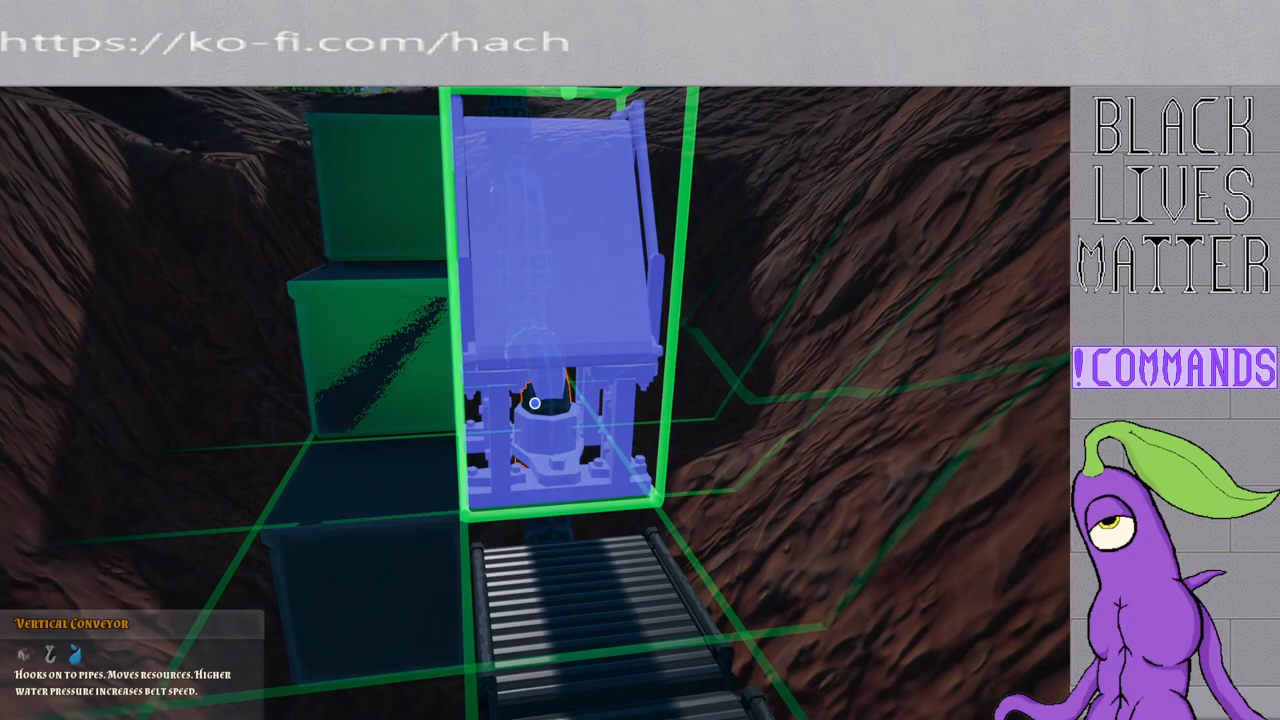 https://ko-fi.com/hach
BLACK
LIVES
MATTER
!COMMANDS
Vertical Conveyor
Hooks on to pipes. Moves resources. Higher
water pressure increases belt speed.